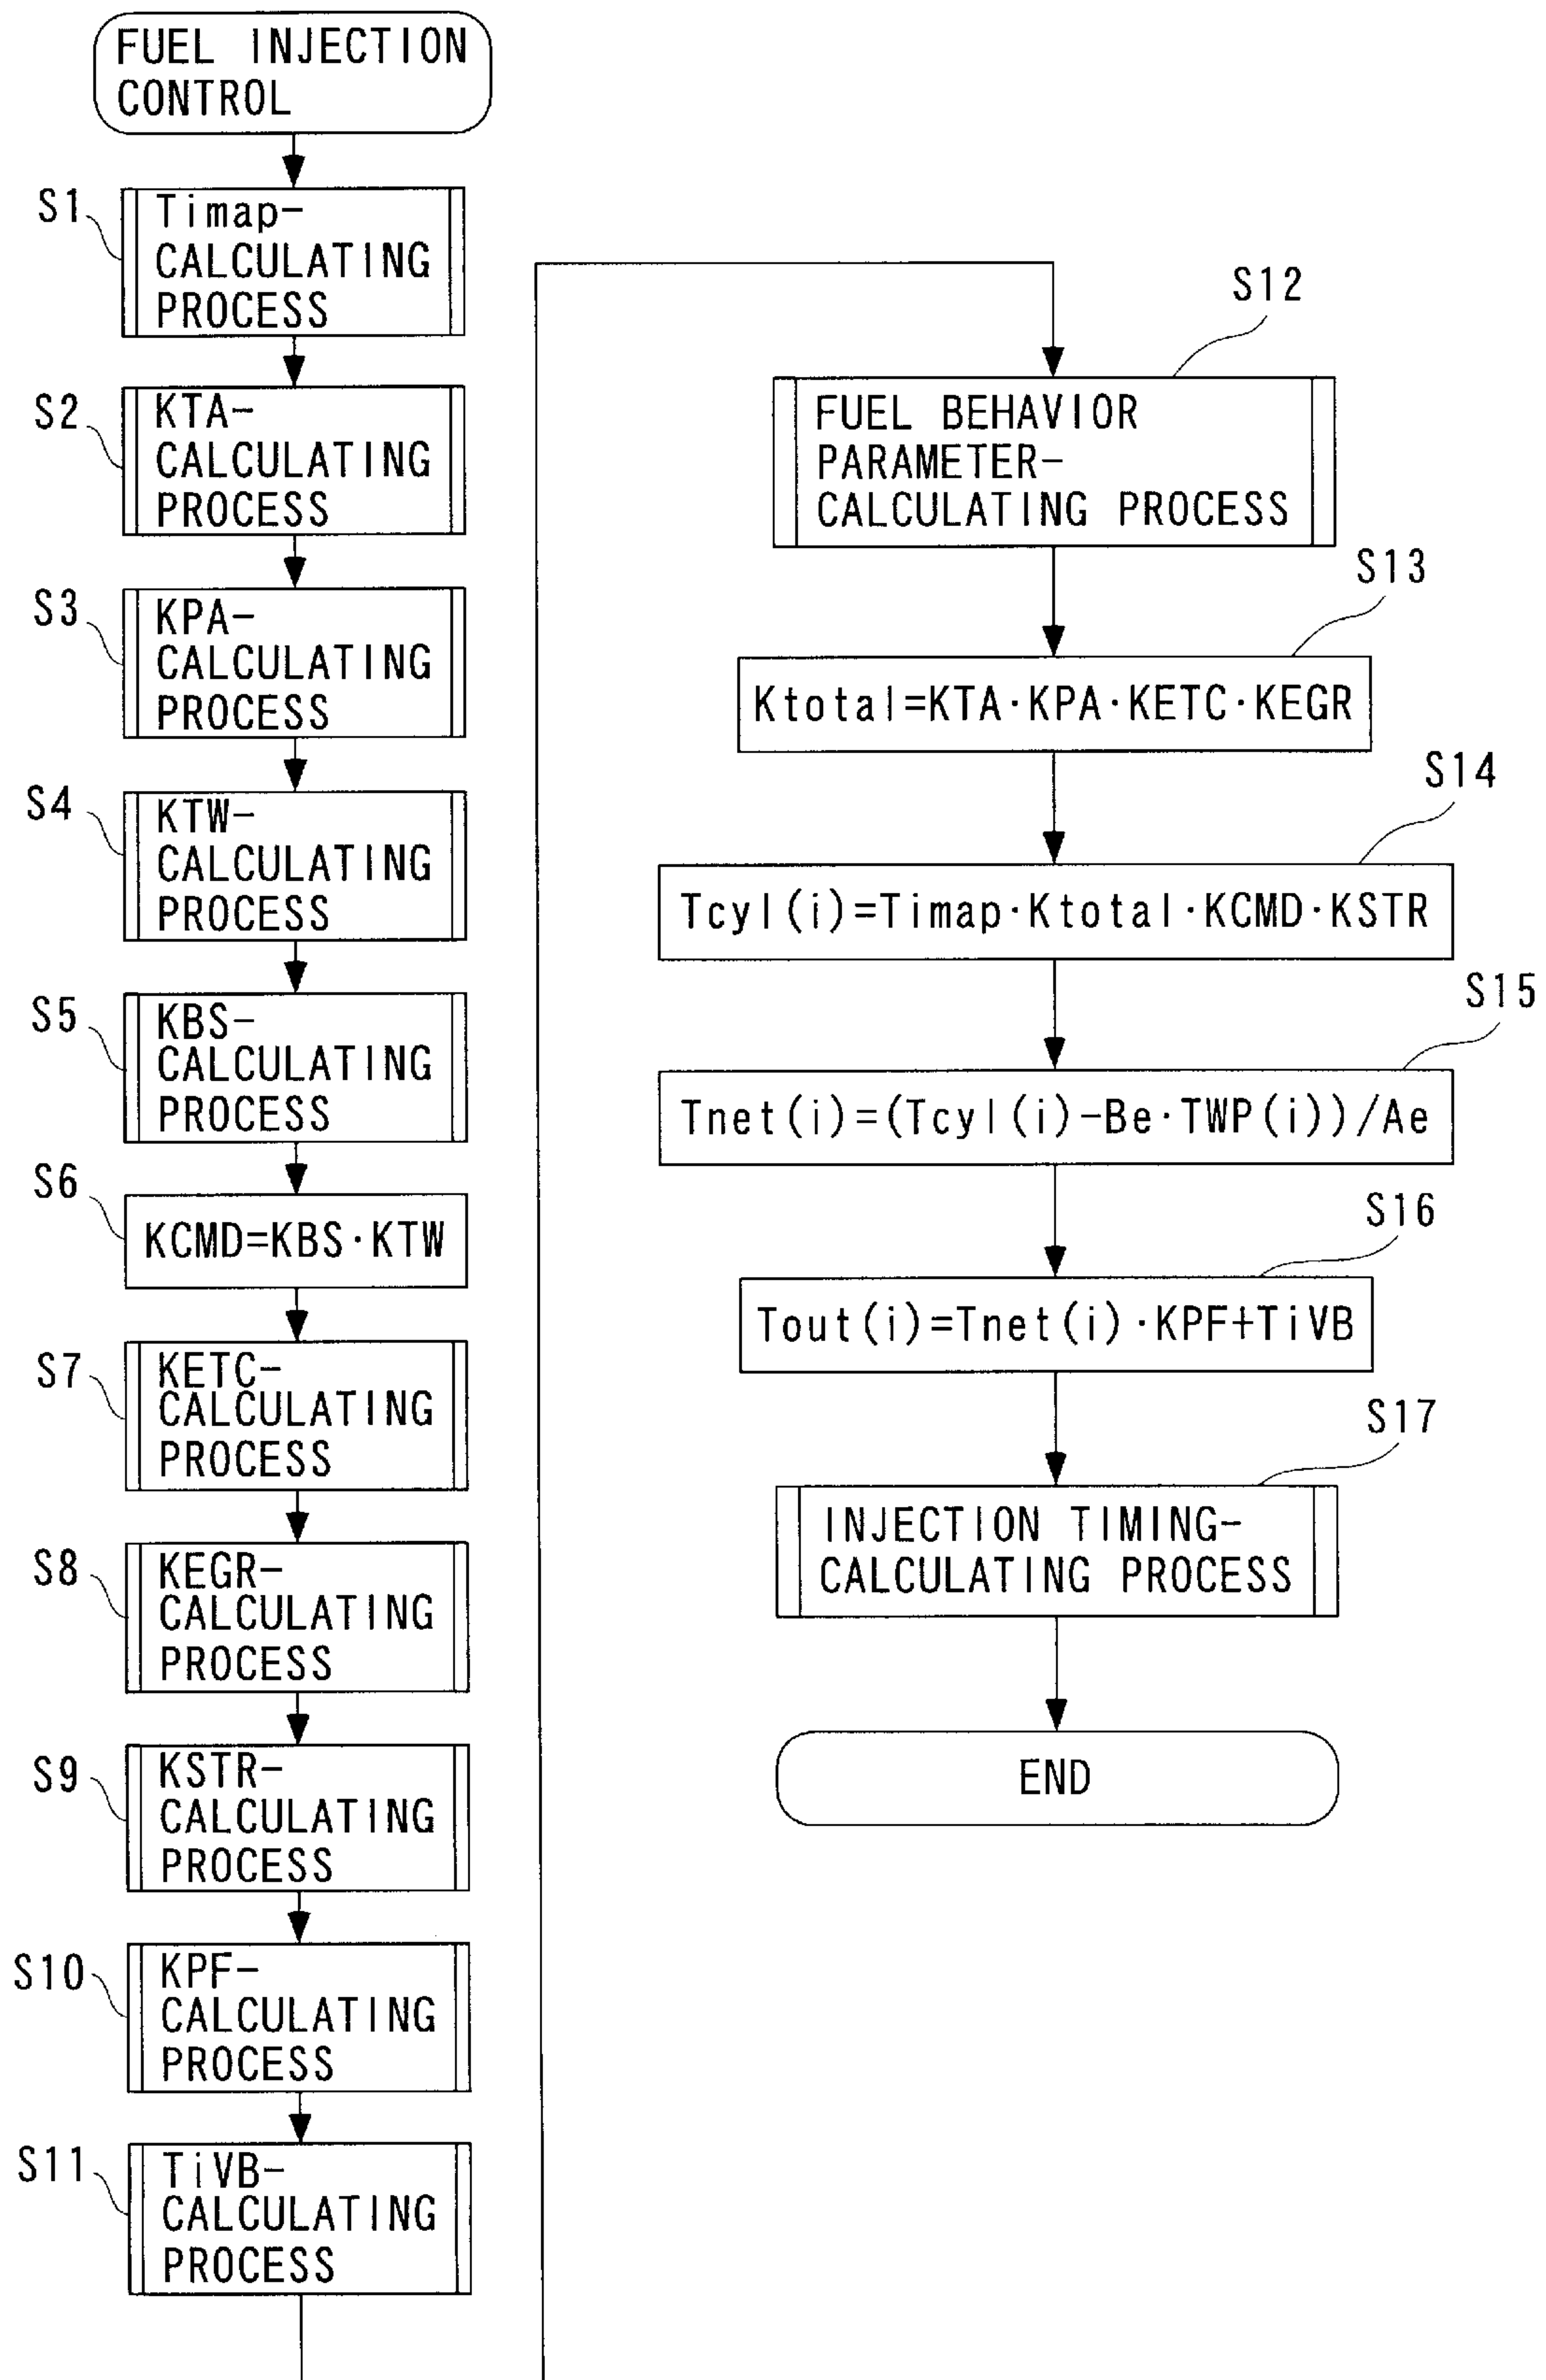 FUEL INJECTION
CONTROL
S1
Timap-
CALCULATING
PROCESS
S2
KTA-
CALCULATING
PROCESS
S3
KPA-
CALCULATING
PROCESS
S4
KTW-
CALCULATING
PROCESS
S5
KBS-
CALCULATING
PROCESS
S6
KCMD=KBS·KTW
S7
KETC-
CALCULATING
PROCESS
S8
KEGR-
CALCULATING
PROCESS
S9
KSTR-
CALCULATING
PROCESS
S10
KPF-
CALCULATING
PROCESS
S11
TiVB-
CALCULATING
PROCESS
S12
FUEL BEHAVIOR
PARAMETER-
CALCULATING PROCESS
S13
Ktotal=KTA·KPA·KETC·KEGR
S14
Tcyl(i)=Timap·Ktotal·KCMD·KSTR
S15
Tnet(i)=(Tcyl(i)-Be·TWP(i))/Ae
S16
Tout(i)=Tnet(i)·KPF+TiVB
S17
INJECTION TIMING-
CALCULATING PROCESS
END